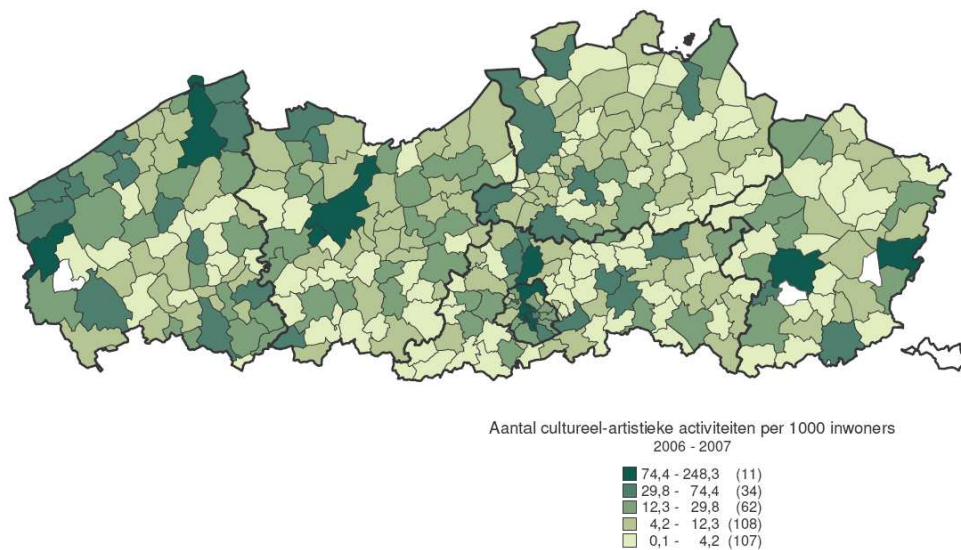 Aantal cultureel-artistieke activiteiten per 1000 inwoners
2006 - 2007
74,4 - 248,3 (11)
29,8 - 74,4 (34)
12,3 - 29,8 (62)
4,2 - 12,3 (108)
0,1 - 4,2 (107)